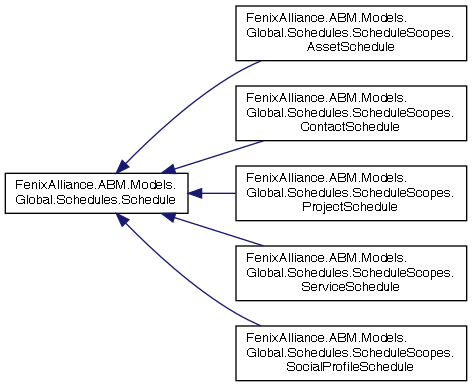 FenixAlliance.ABM.Models.
Global.Schedules.ScheduleScopes.
AssetSchedule
FenixAlliance.ABM.Models.
Global.Schedules.ScheduleScopes.
ContactSchedule
FenixAlliance.ABM.Models.
Global.Schedules.Schedule
FenixAlliance.ABM.Models.
Global.Schedules.ScheduleScopes.
ProjectSchedule
FenixAlliance.ABM.Models.
Global.Schedules.ScheduleScopes.
ServiceSchedule
FenixAlliance.ABM.Models.
Global.Schedules.ScheduleScopes.
SocialProfileSchedule